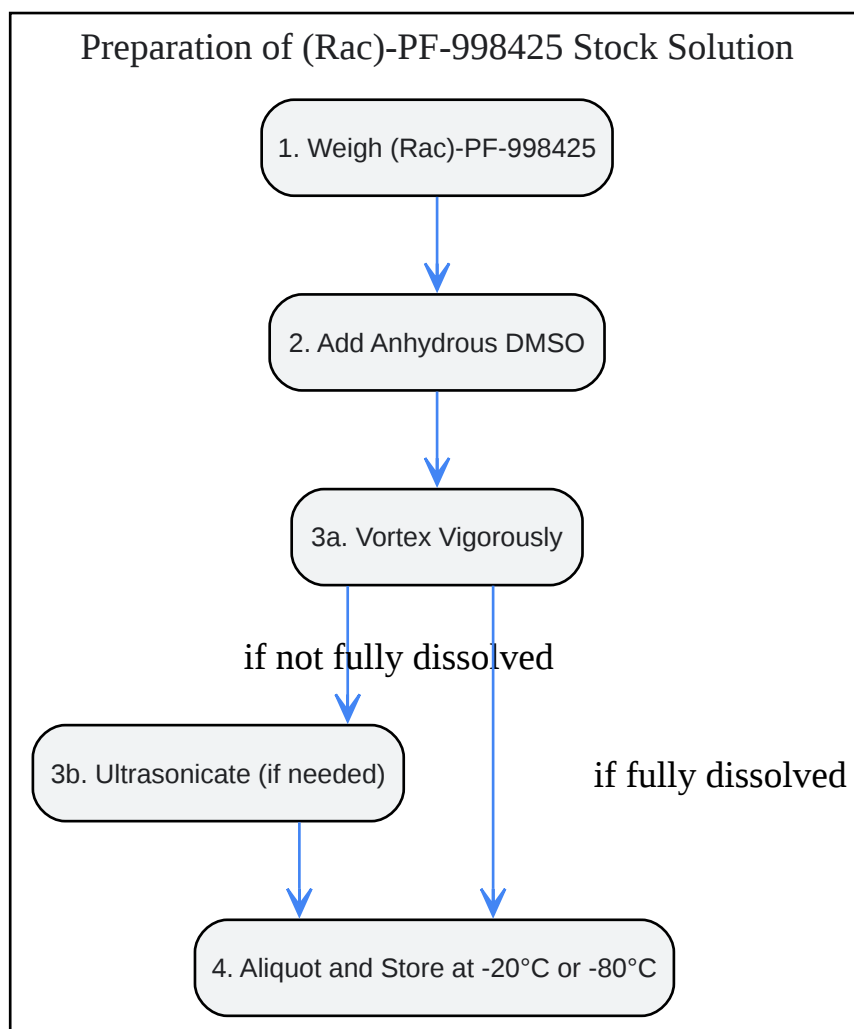 Preparation of (Rac)-PF-998425 Stock Solution
1. Weigh (Rac)-PF-998425
2. Add Anhydrous DMSO
3a. Vortex Vigorously
if not fully dissolved
3b. Ultrasonicate (if needed)
if fully dissolved
4. Aliquot and Store at -20°C or -80°C